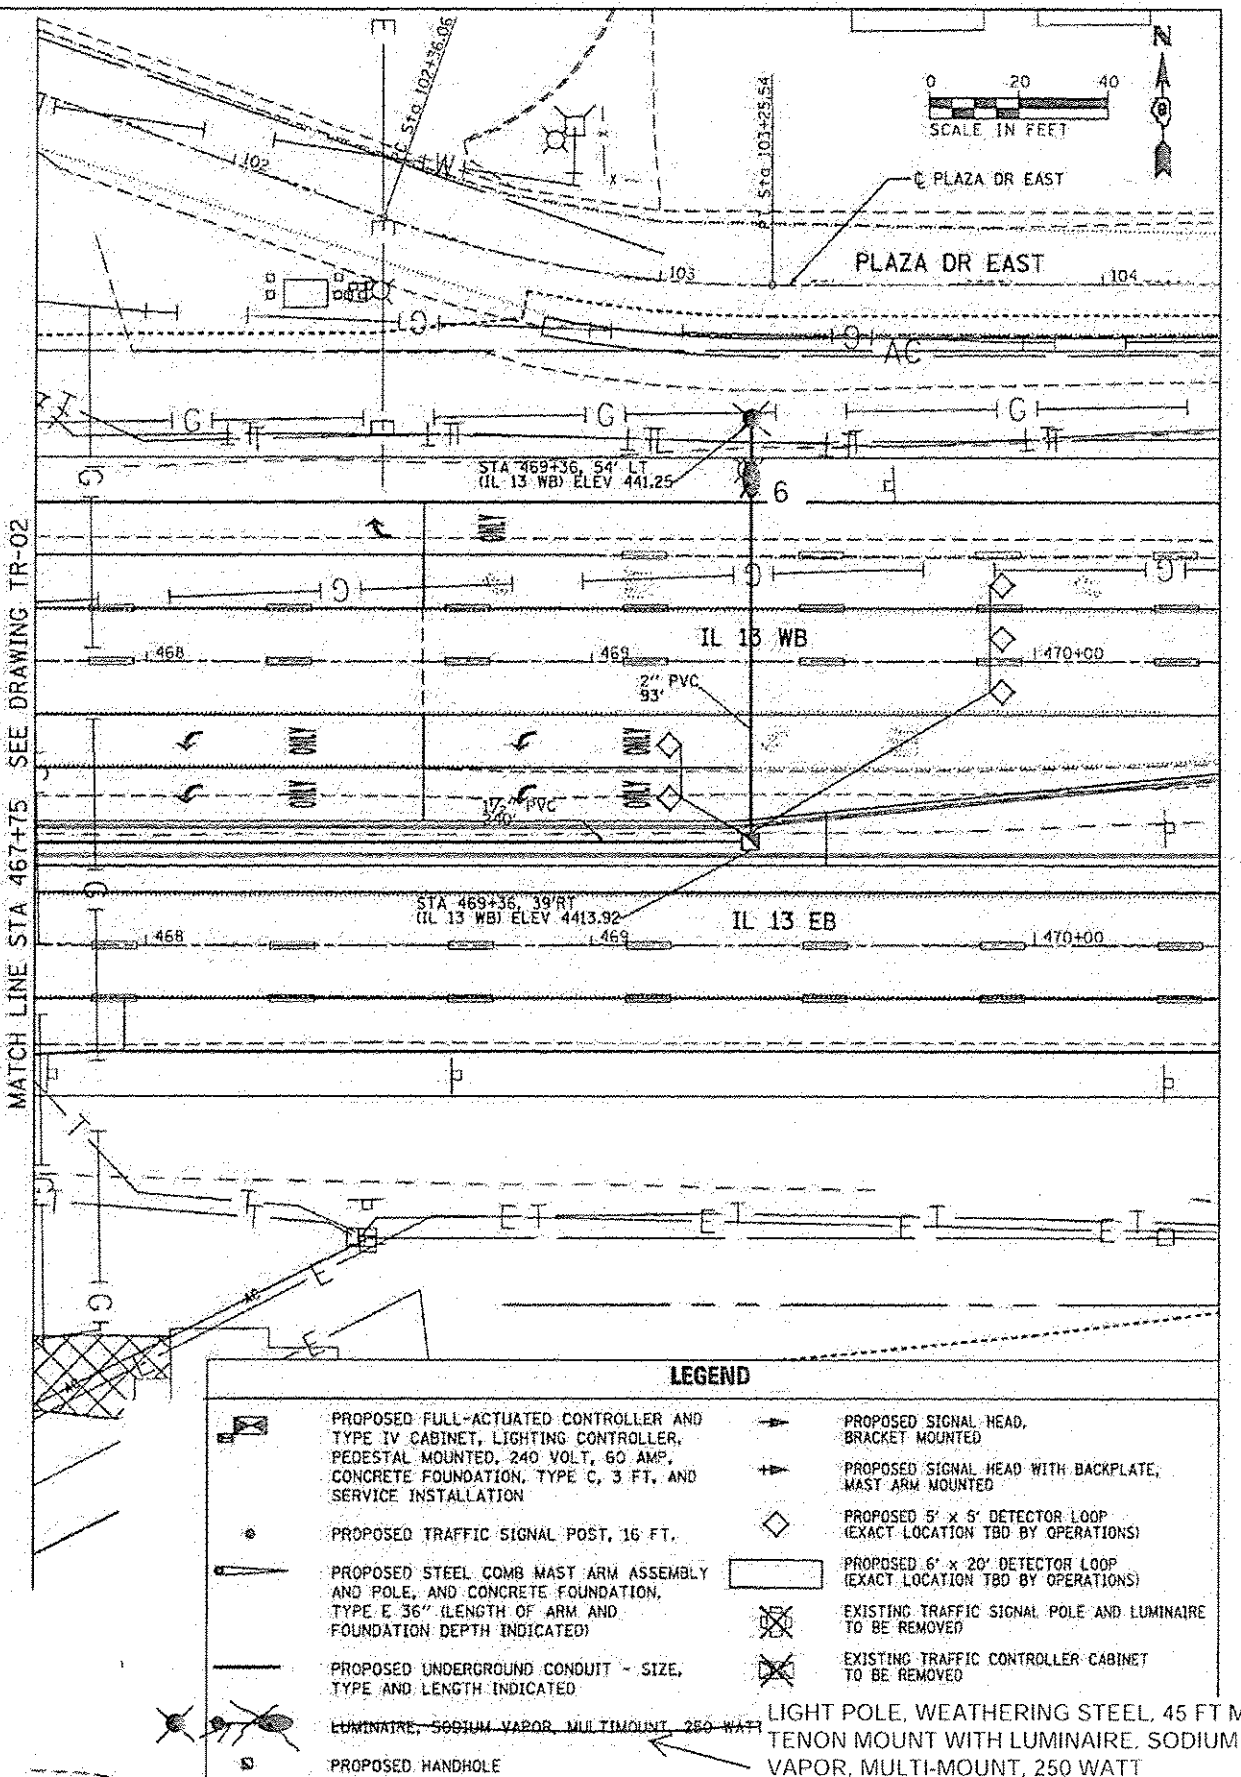 PC Sta 102+36.06
N
0 20 40
SCALE IN FEET
PT Sta 103+25.54
102
W
E
E
℄ PLAZA DR EAST
PLAZA DR EAST
103
104
G
G
AC
G
G
G
STA 469+36, 54' LT
(IL 13 WB) ELEV 441.25
6
ONLY
G
G
G
G
IL 13 WB
468
469
470+00
2" PVC
93'
ONLY
ONLY
ONLY
ONLY
1½" PVC
240'
STA 469+36, 39'RT
(IL 13 WB) ELEV 4413.92
IL 13 EB
G
468
469
470+00
MATCH LINE STA 467+75 SEE DRAWING TR-02
T
T
T
E T
E T
E T
E T
E
AC
G
E
AC
LEGEND
PROPOSED FULL-ACTUATED CONTROLLER AND
TYPE IV CABINET, LIGHTING CONTROLLER,
PEDESTAL MOUNTED, 240 VOLT, 60 AMP,
CONCRETE FOUNDATION, TYPE C, 3 FT, AND
SERVICE INSTALLATION
PROPOSED TRAFFIC SIGNAL POST, 16 FT.
PROPOSED STEEL COMB MAST ARM ASSEMBLY
AND POLE, AND CONCRETE FOUNDATION,
TYPE E 36" (LENGTH OF ARM AND
FOUNDATION DEPTH INDICATED)
PROPOSED UNDERGROUND CONDUIT - SIZE,
TYPE AND LENGTH INDICATED
LUMINAIRE, SODIUM VAPOR, MULTIMOUNT, 250 WATT
PROPOSED HANDHOLE
PROPOSED SIGNAL HEAD,
BRACKET MOUNTED
PROPOSED SIGNAL HEAD WITH BACKPLATE,
MAST ARM MOUNTED
PROPOSED 5' x 5' DETECTOR LOOP
(EXACT LOCATION TBD BY OPERATIONS)
PROPOSED 6' x 20' DETECTOR LOOP
(EXACT LOCATION TBD BY OPERATIONS)
EXISTING TRAFFIC SIGNAL POLE AND LUMINAIRE
TO BE REMOVED
EXISTING TRAFFIC CONTROLLER CABINET
TO BE REMOVED
LIGHT POLE, WEATHERING STEEL, 45 FT M
TENON MOUNT WITH LUMINAIRE, SODIUM
VAPOR, MULTI-MOUNT, 250 WATT